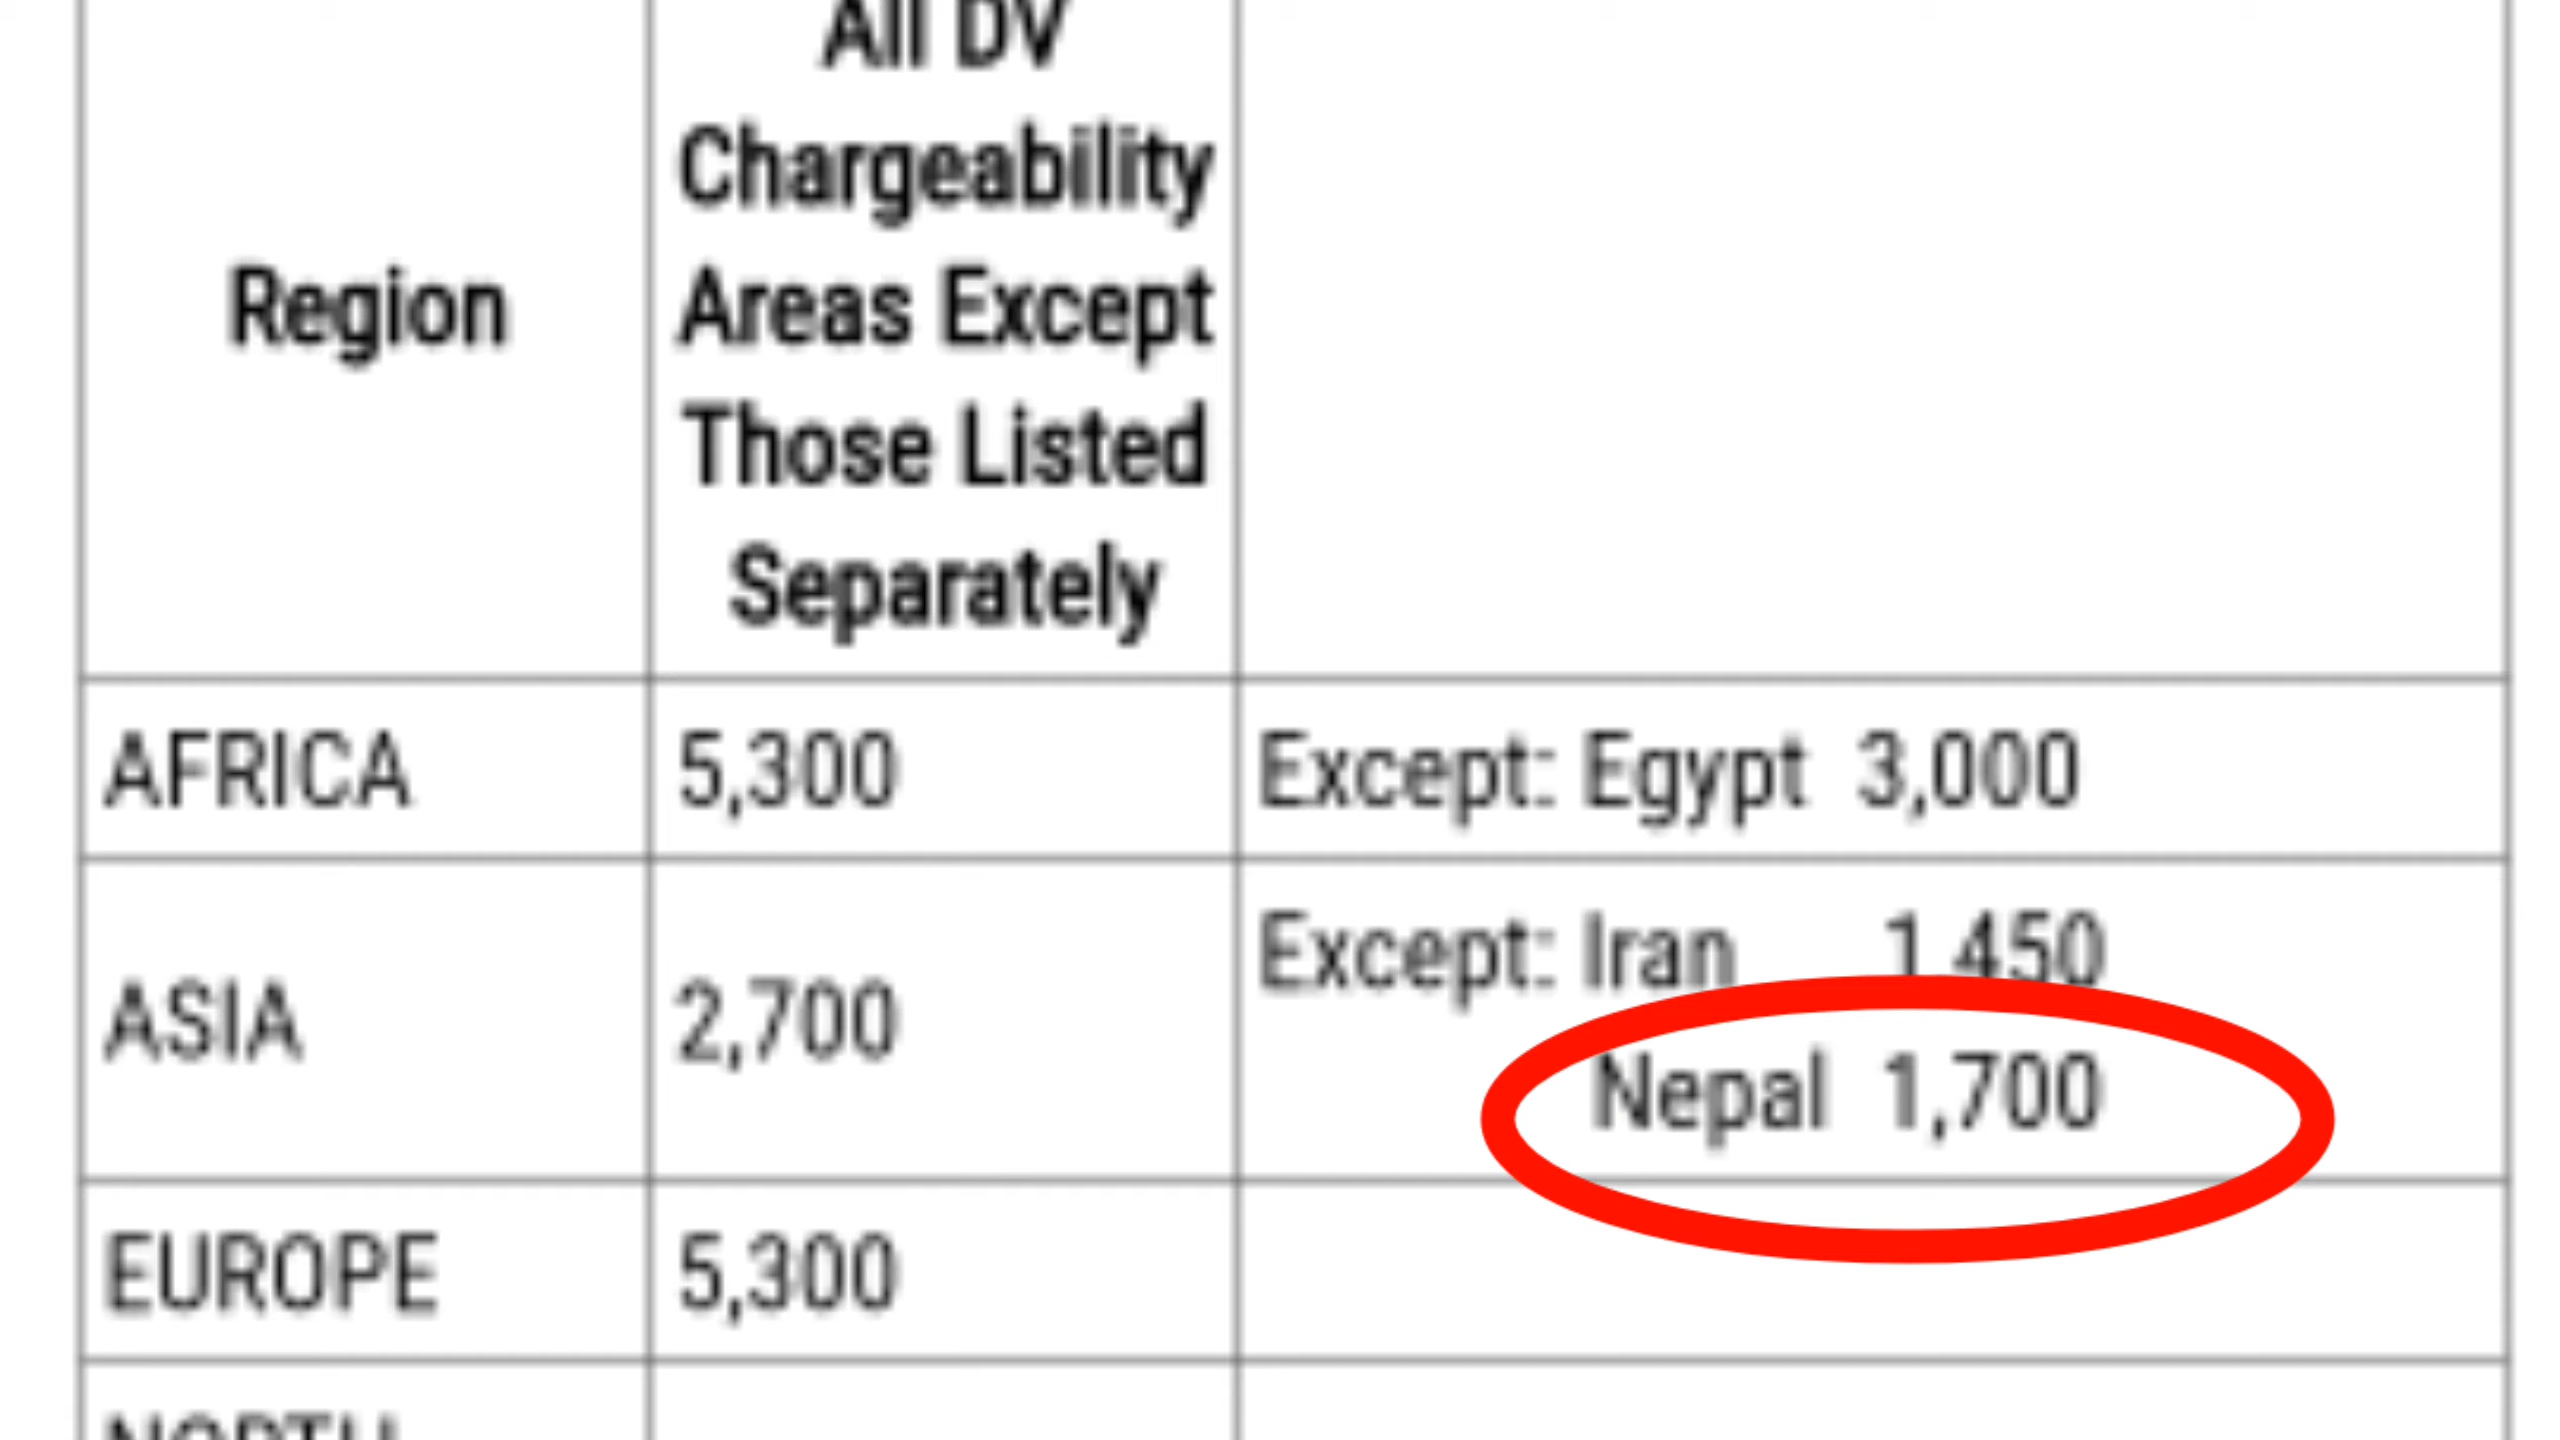 All DV
Chargeability
Areas Except
Those Listed
Separately
Region
AFRICA 5,300 Except: Egypt 3,000
Except: Iran 1,450
ASIA 2,700
Nepal 1,700
EUROPE 5,300
NORTH